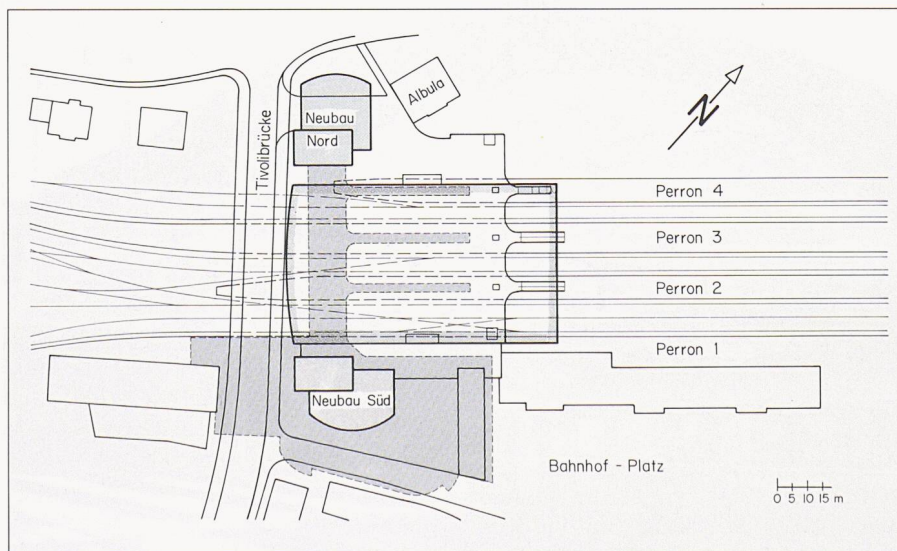 Albula
Neubau
Nord
Tivolibrücke
N
Perron 4
Perron 3
Perron 2
Perron 1
Neubau Süd
Bahnhof - Platz
0 5 10 15 m